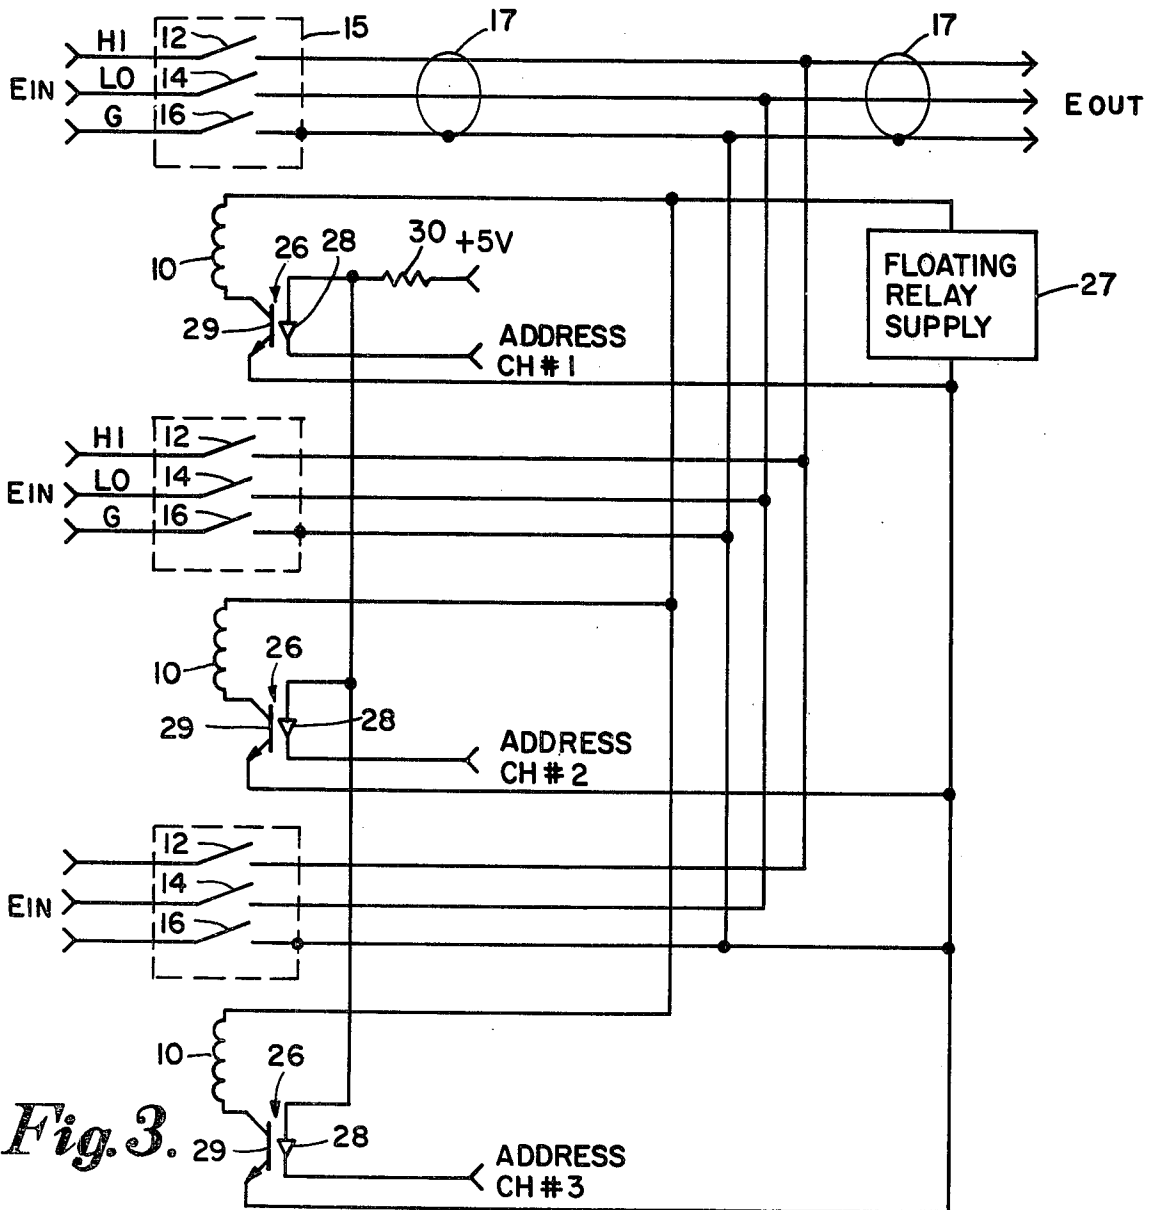 HI 12 15 17 17
LO 14
EIN
G 16
E OUT
10 26 28 30 +5V
29
ADDRESS
CH # 1
FLOATING
RELAY
SUPPLY
27
HI 12
LO 14
EIN
G 16
10 26
29 28
ADDRESS
CH # 2
12
14
EIN
16
10 26
29 28
ADDRESS
CH # 3
Fig. 3.